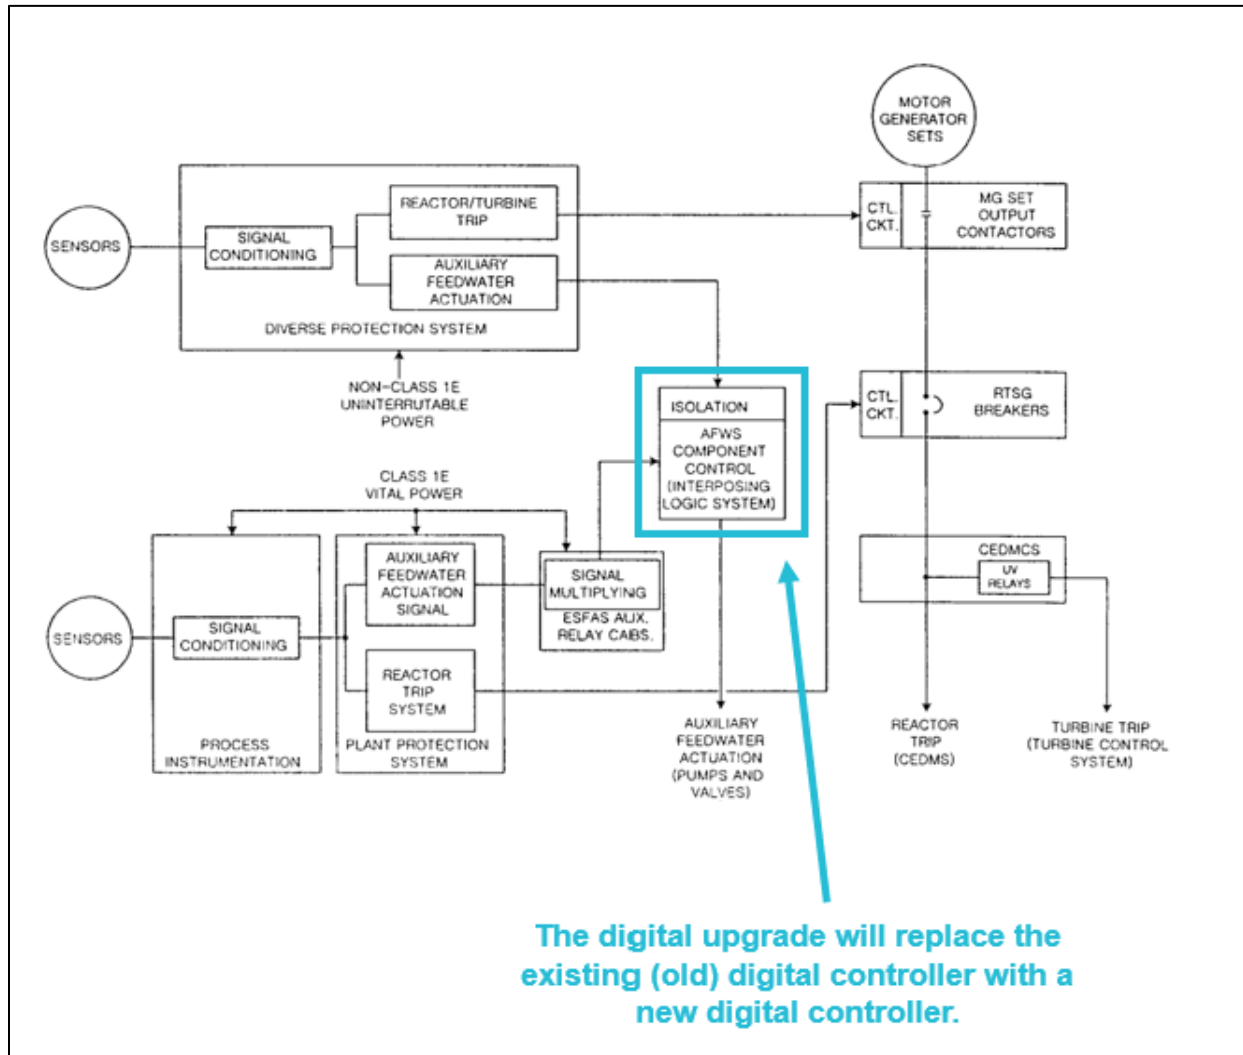 MOTOR
GENERATOR
SETS
REACTOR/TURBINE
TRIP
CTL.
CKT.
MG SET
OUTPUT
CONTACTORS
SENSORS
SIGNAL
CONDITIONING
AUXILIARY
FEEDWATER
ACTUATION
DIVERSE PROTECTION SYSTEM
NON-CLASS 1E
UNINTERRUTABLE
POWER
ISOLATION
AFWS
COMPONENT
CONTROL
(INTERPOSING
LOGIC SYSTEM)
CTL.
CKT.
RTSG
BREAKERS
CLASS 1E
VITAL POWER
AUXILIARY
FEEDWATER
ACTUATION
SIGNAL
SIGNAL
MULTIPLYING
ESFAS AUX.
RELAY CABS.
CEDMCS
UV
RELAYS
SENSORS
SIGNAL
CONDITIONING
REACTOR
TRIP
SYSTEM
PROCESS
INSTRUMENTATION
PLANT PROTECTION
SYSTEM
AUXILIARY
FEEDWATER
ACTUATION
(PUMPS AND
VALVES)
REACTOR
TRIP
(CEDMS)
TURBINE TRIP
(TURBINE CONTROL
SYSTEM)
The digital upgrade will replace the
existing (old) digital controller with a
new digital controller.